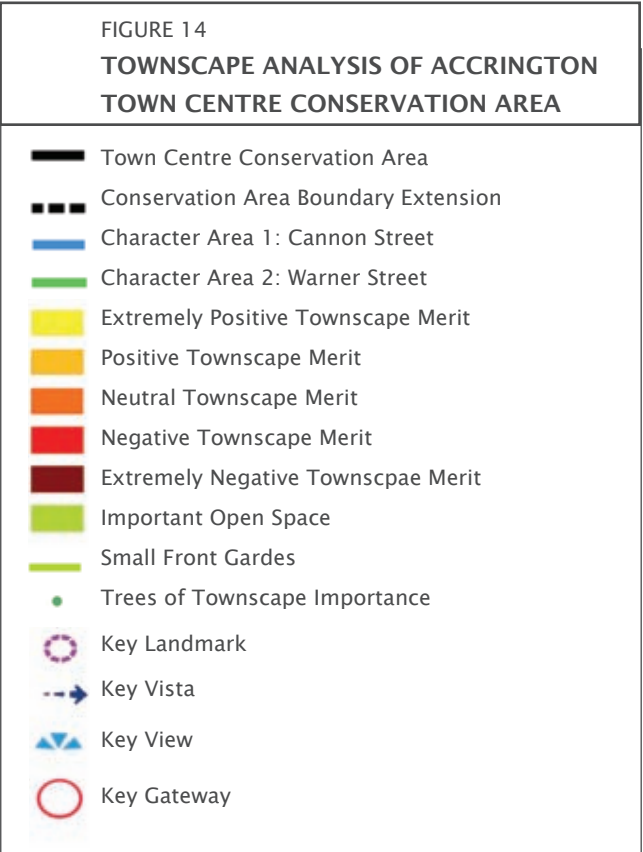 FIGURE 14
TOWNSCAPE ANALYSIS OF ACCRINGTON
TOWN CENTRE CONSERVATION AREA
Town Centre Conservation Area
Conservation Area Boundary Extension
Character Area 1: Cannon Street
Character Area 2: Warner Street
Extremely Positive Townscape Merit
Positive Townscape Merit
Neutral Townscape Merit
Negative Townscape Merit
Extremely Negative Townscpae Merit
Important Open Space
Small Front Gardes
Trees of Townscape Importance
Key Landmark
Key Vista
Key View
Key Gateway